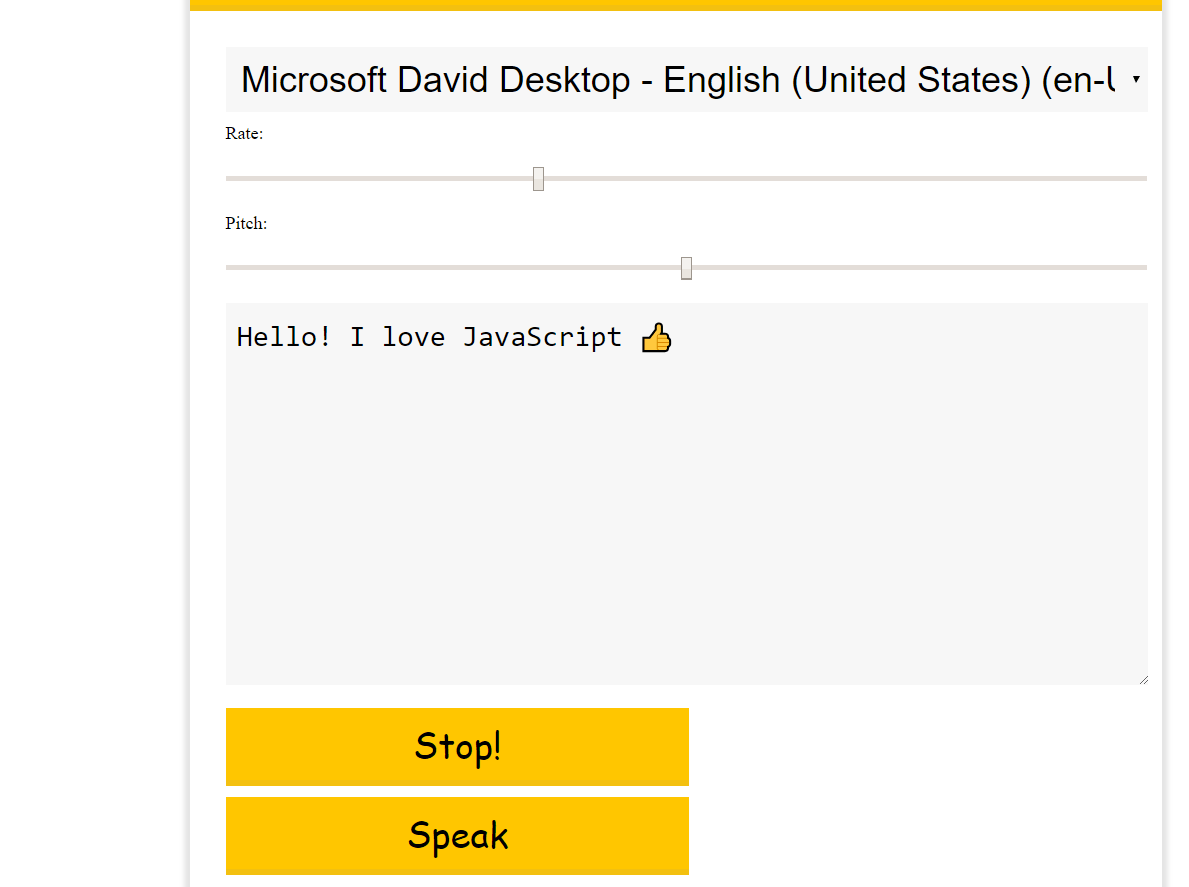 Microsoft David Desktop - English (United States) (en-U
Rate:
Pitch:
Hello! I love JavaScript 👍
Stop!
Speak